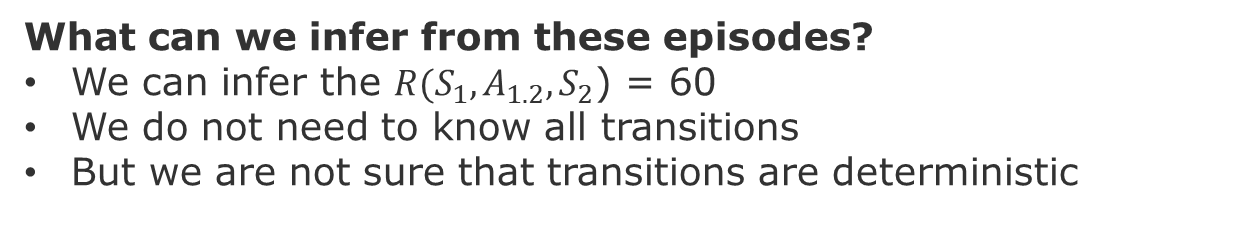 What can we infer from these episodes?
• We can infer the R(S₁, A₁.₂, S₂) = 60
• We do not need to know all transitions
• But we are not sure that transitions are deterministic